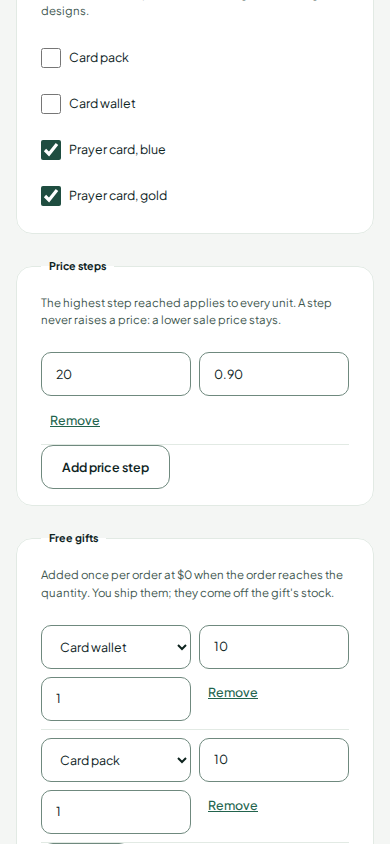 designs.
Card pack
Card wallet
Prayer card, blue
Prayer card, gold
Price steps
The highest step reached applies to every unit. A step
never raises a price: a lower sale price stays.
20
0.90
Remove
Add price step
Free gifts
Added once per order at $0 when the order reaches the
quantity. You ship them; they come off the gift's stock.
Card wallet
10
1
Remove
Card pack
10
1
Remove